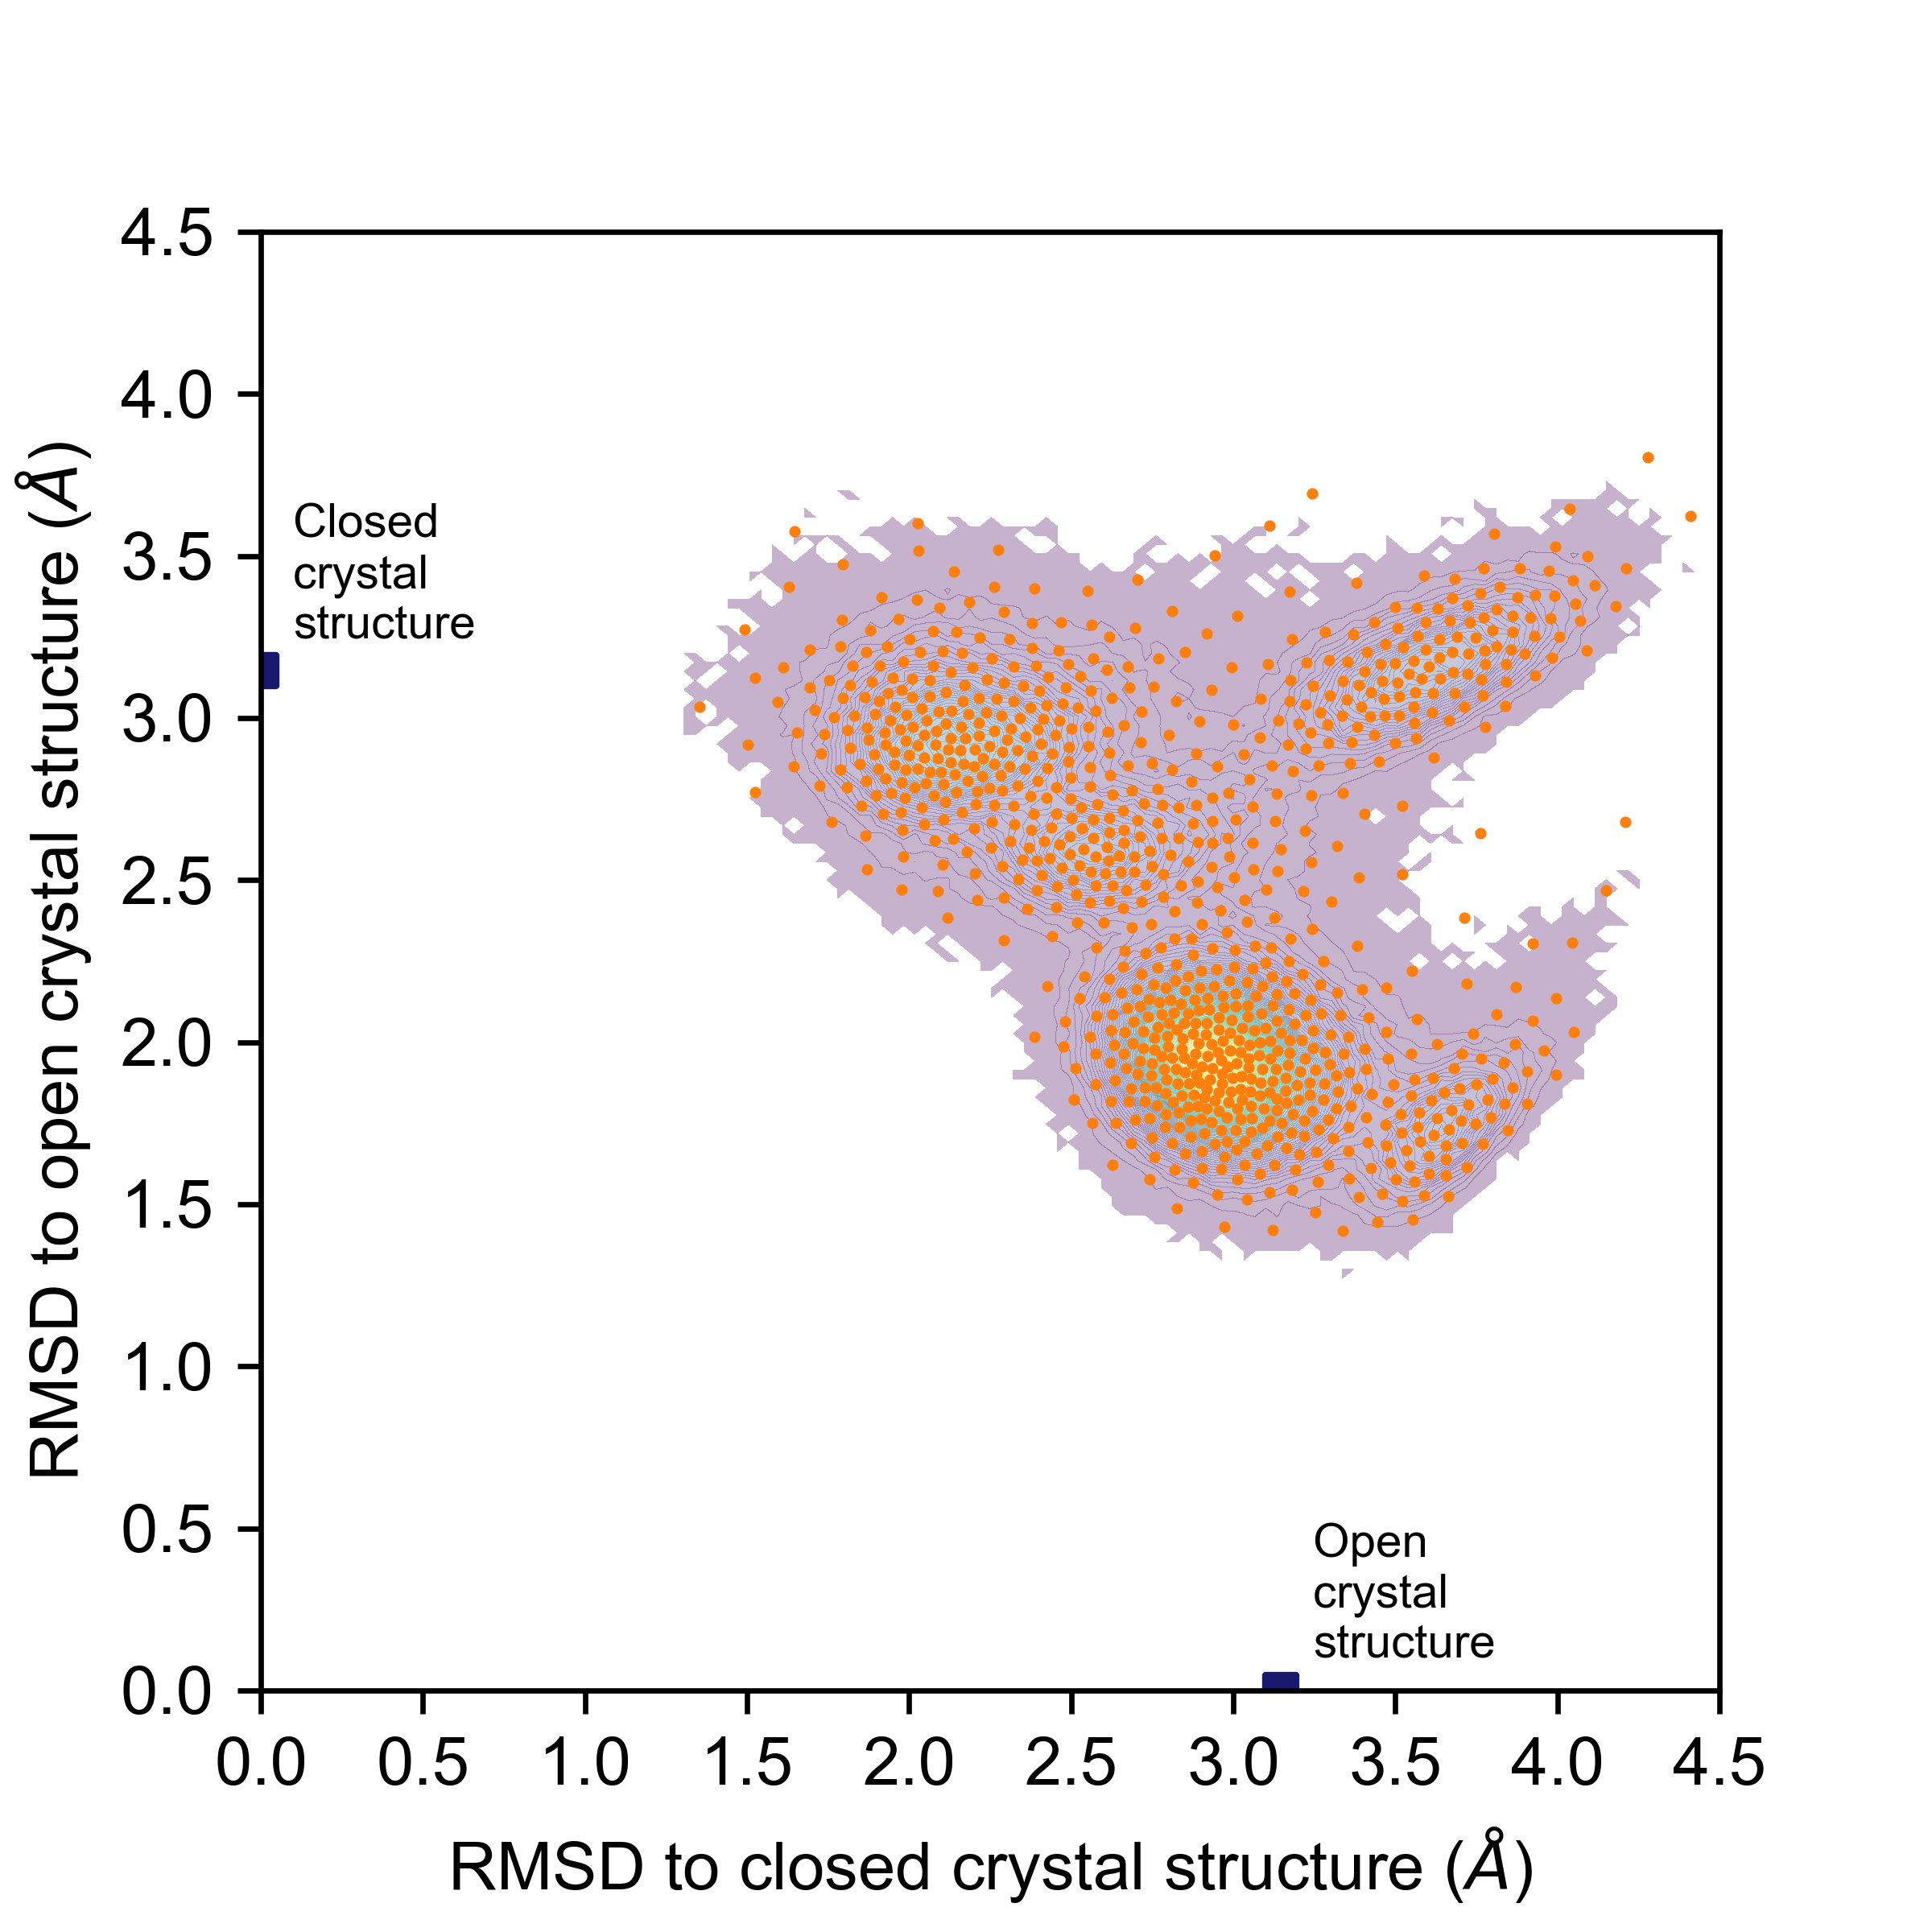 4.5
4.0
3.5
3.0
2.5
2.0
1.5
1.0
0.5
0.0
RMSD to open crystal structure (Å)
Closed
crystal
structure
Open
crystal
structure
0.0 0.5 1.0 1.5 2.0 2.5 3.0 3.5 4.0 4.5
RMSD to closed crystal structure (Å)